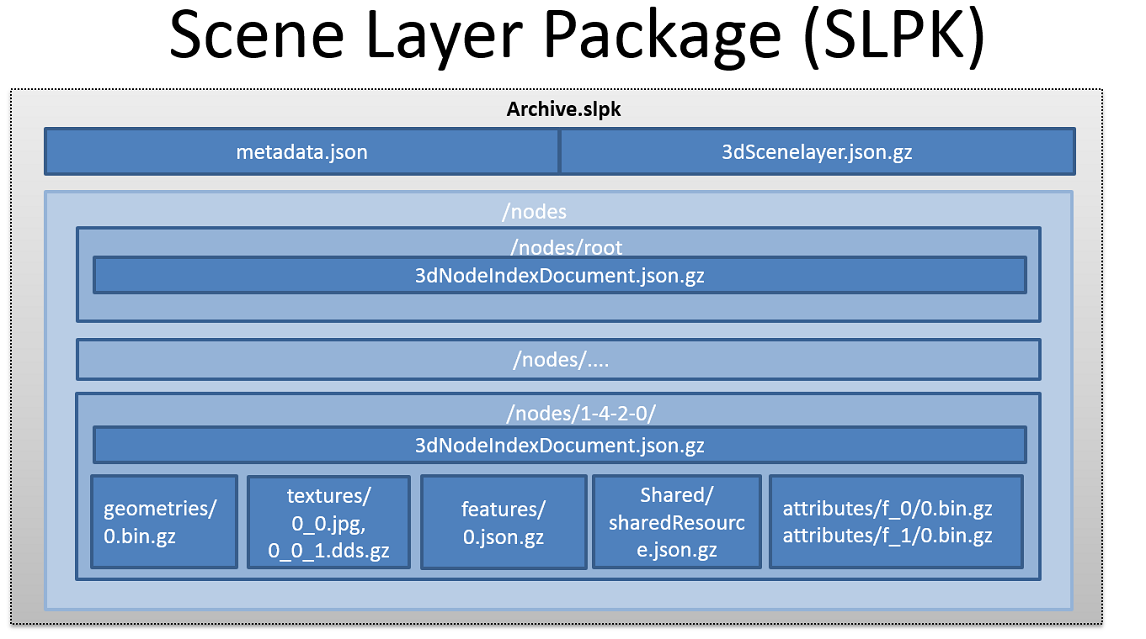 Scene Layer Package (SLPK)
Archive.slpk
metadata.json
3dScenelayer.json.gz
/nodes
/nodes/root
3dNodeIndexDocument.json.gz
/nodes/....
/nodes/1-4-2-0/
3dNodeIndexDocument.json.gz
geometries/
0.bin.gz
textures/
0_0.jpg,
0_0_1.dds.gz
features/
0.json.gz
Shared/
sharedResourc
e.json.gz
attributes/f_0/0.bin.gz
attributes/f_1/0.bin.gz